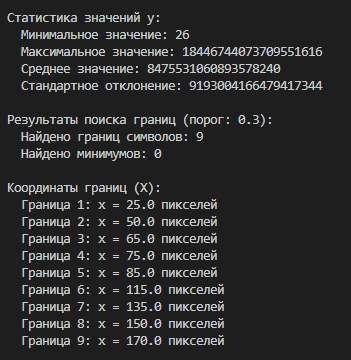 Статистика значений y:
Минимальное значение: 26
Максимальное значение: 18446744073709551616
Среднее значение: 8475531060893578240
Стандартное отклонение: 9193004166479417344
Результаты поиска границ (порог: 0.3):
Найдено границ символов: 9
Найдено минимумов: 0
Координаты границ (X):
Граница 1: x = 25.0 пикселей
Граница 2: x = 50.0 пикселей
Граница 3: x = 65.0 пикселей
Граница 4: x = 75.0 пикселей
Граница 5: x = 85.0 пикселей
Граница 6: x = 115.0 пикселей
Граница 7: x = 135.0 пикселей
Граница 8: x = 150.0 пикселей
Граница 9: x = 170.0 пикселей